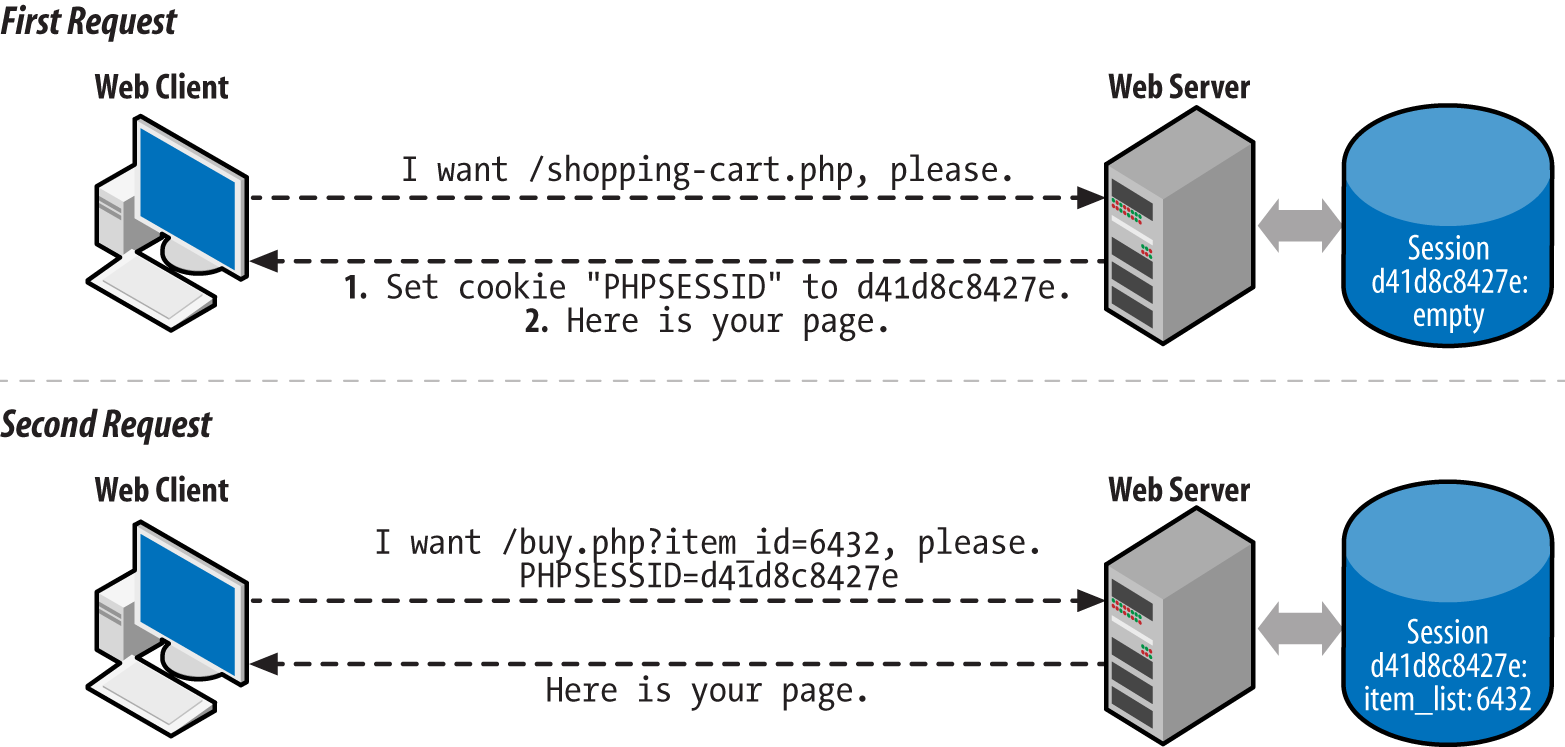 First Request
Web Client
Web Server
I want /shopping-cart.php, please.
1. Set cookie "PHPSESSID" to d41d8c8427e.
2. Here is your page.
Session
d41d8c8427e:
empty
Second Request
Web Client
Web Server
I want /buy.php?item_id=6432, please.
PHPSESSID=d41d8c8427e
Here is your page.
Session
d41d8c8427e:
item_list: 6432